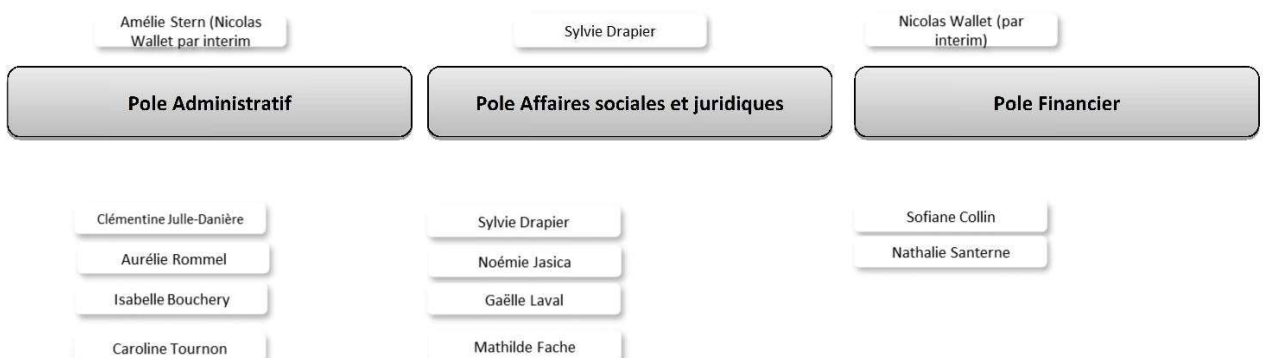 Amélie Stern (Nicolas
Wallet par interim
Sylvie Drapier
Nicolas Wallet (par
interim)
Pole Administratif
Pole Affaires sociales et juridiques
Pole Financier
Clémentine Julle-Danière
Aurélie Rommel
Isabelle Bouchery
Caroline Tournon
Sylvie Drapier
Noémie Jasica
Gaëlle Laval
Mathilde Fache
Sofiane Collin
Nathalie Santerne